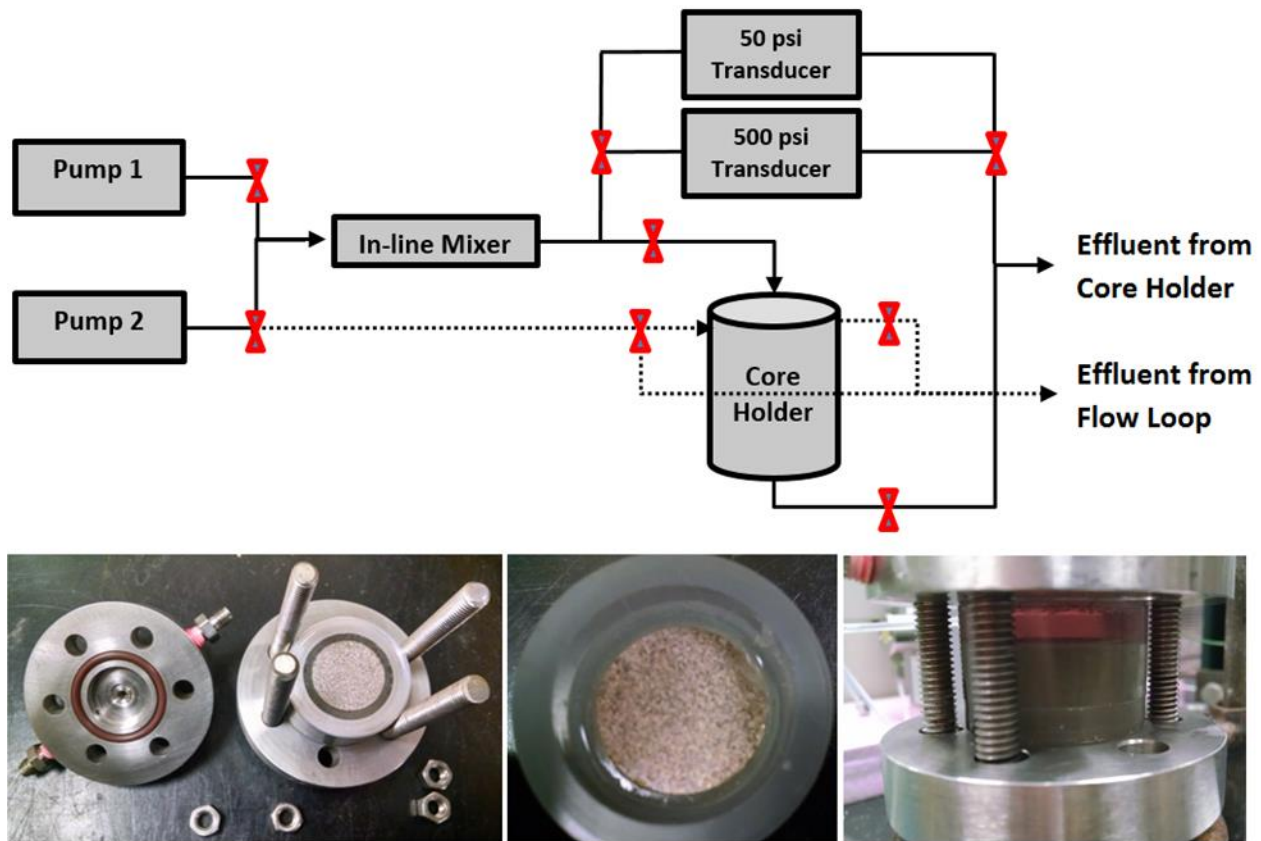 50 psi
Transducer
500 psi
Transducer
Pump 1
In-line Mixer
Pump 2
Core
Holder
Effluent from
Core Holder
Effluent from
Flow Loop